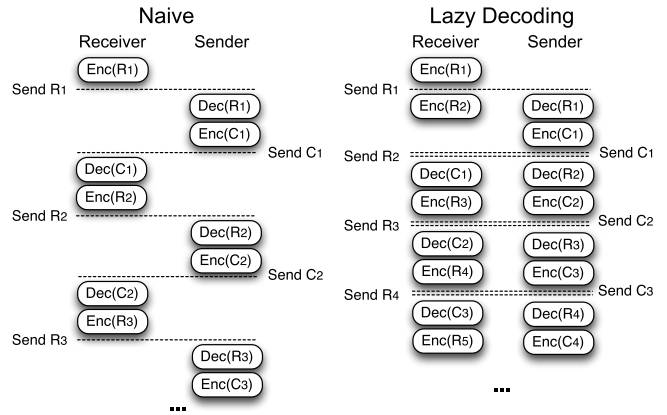 Naive
Receiver Sender
Enc(R1)
Send R1
Dec(R1)
Enc(C1)
Send C1
Dec(C1)
Enc(R2)
Send R2
Dec(R2)
Enc(C2)
Send C2
Dec(C2)
Enc(R3)
Send R3
Dec(R3)
Enc(C3)
...
Lazy Decoding
Receiver Sender
Enc(R1)
Send R1
Enc(R2) Dec(R1)
Enc(C1)
Send R2 Send C1
Dec(C1) Dec(R2)
Enc(R3) Enc(C2)
Send R3 Send C2
Dec(C2) Dec(R3)
Enc(R4) Enc(C3)
Send R4 Send C3
Dec(C3) Dec(R4)
Enc(R5) Enc(C4)
...